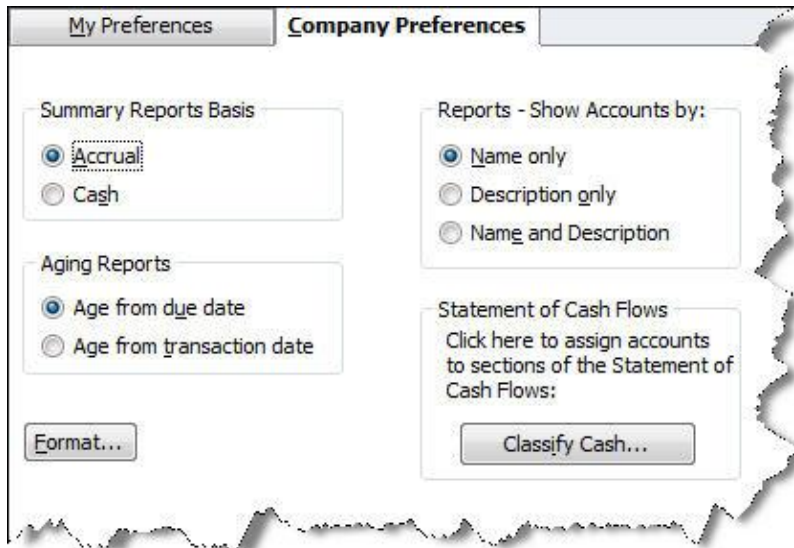 My Preferences
Company Preferences
Summary Reports Basis
Accrual
Cash
Aging Reports
Age from due date
Age from transaction date
Format...
Reports - Show Accounts by:
Name only
Description only
Name and Description
Statement of Cash Flows
Click here to assign accounts
to sections of the Statement of
Cash Flows:
Classify Cash...